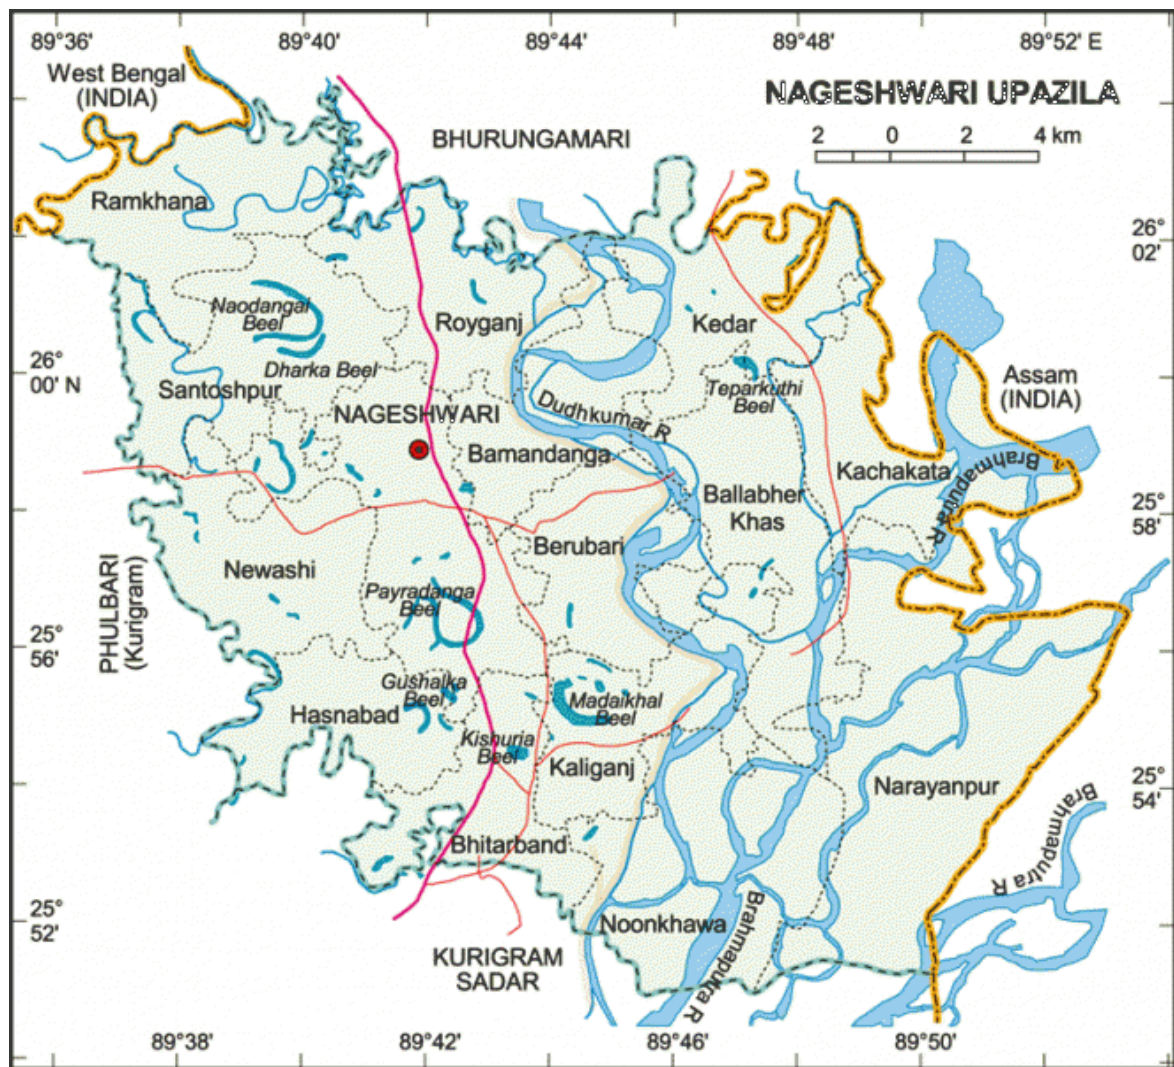 89°36'
89°40'
89°44'
89°48'
89°52' E
West Bengal
(INDIA)
NAGESHWARI UPAZILA
BHURUNGAMARI
2 0 2 4 km
Ramkhana
26°
02'
Naodangal
Beel
Royganj
Kedar
26°
00' N
Dharka Beel
Santoshpur
Teparkuthi
Beel
Assam
(INDIA)
NAGESHWARI
Dudhkumar R
Bamandanga
Kachakata
Brahmaputra R
Ballabher
Khas
25°
58'
Berubari
Newashi
PHULBARI
(Kurigram)
Payradanga
Beel
25°
56'
Gushalka
Beel
Madaikhal
Beel
Hasnabad
Kishuria
Beel
Kaliganj
Narayanpur
25°
54'
Brahmaputra R
Bhitarband
25°
52'
Noonkhawa
Brahmaputra R
KURIGRAM
SADAR
89°38'
89°42'
89°46'
89°50'